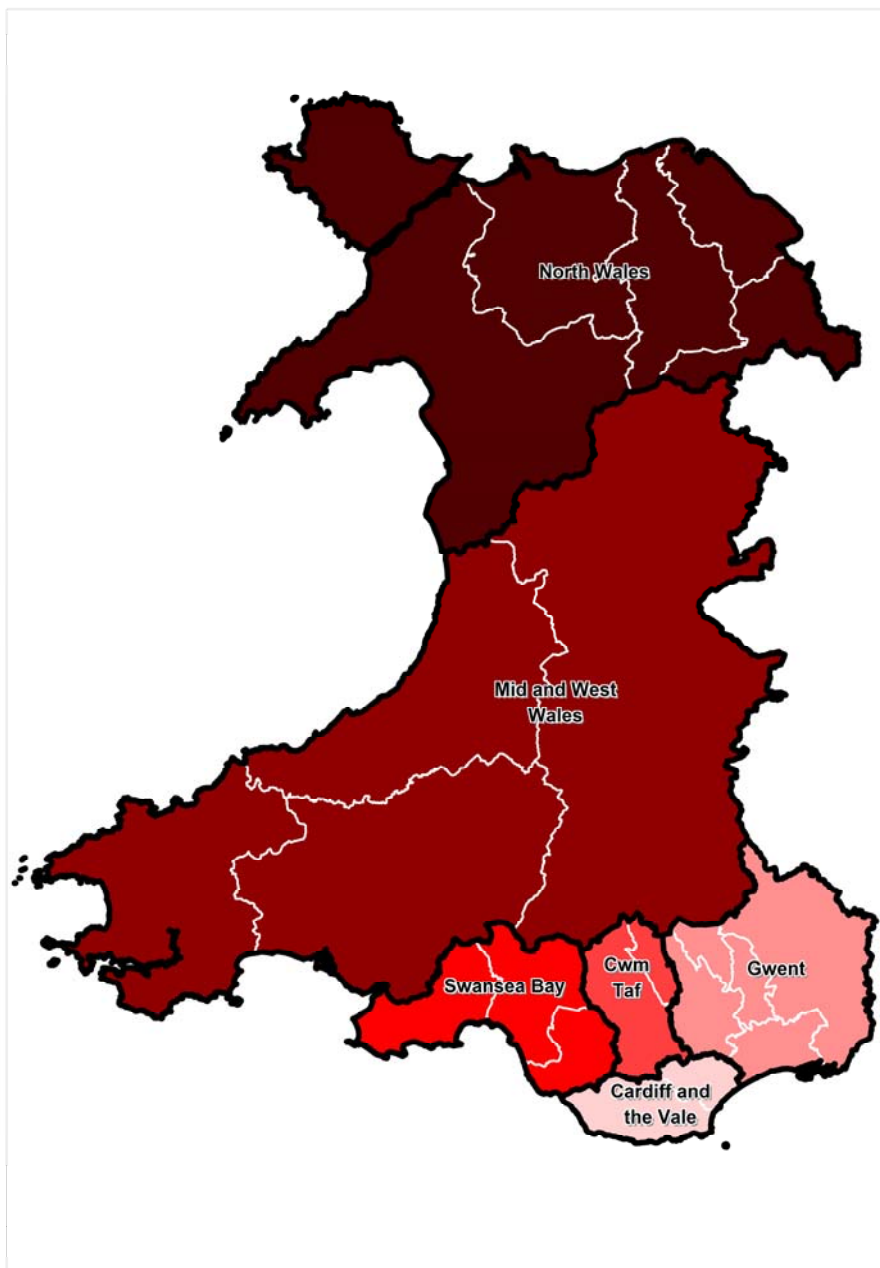 North Wales
Mid and West
Wales
Swansea Bay
Cwm
Taf
Gwent
Cardiff and
the Vale